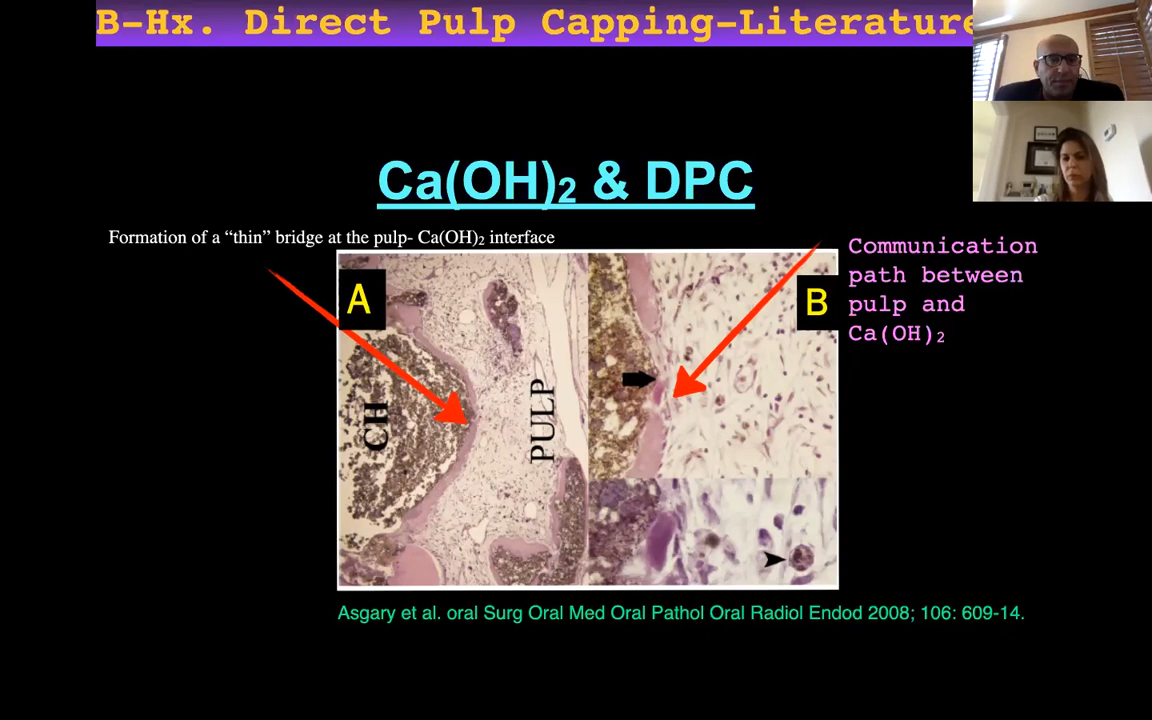 B-Hx. Direct Pulp Capping-Literature
Ca(OH)₂ & DPC
Formation of a “thin” bridge at the pulp- Ca(OH)₂ interface
A
CH
PULP
B
Communication
path between
pulp and
Ca(OH)₂
Asgary et al. oral Surg Oral Med Oral Pathol Oral Radiol Endod 2008; 106: 609-14.